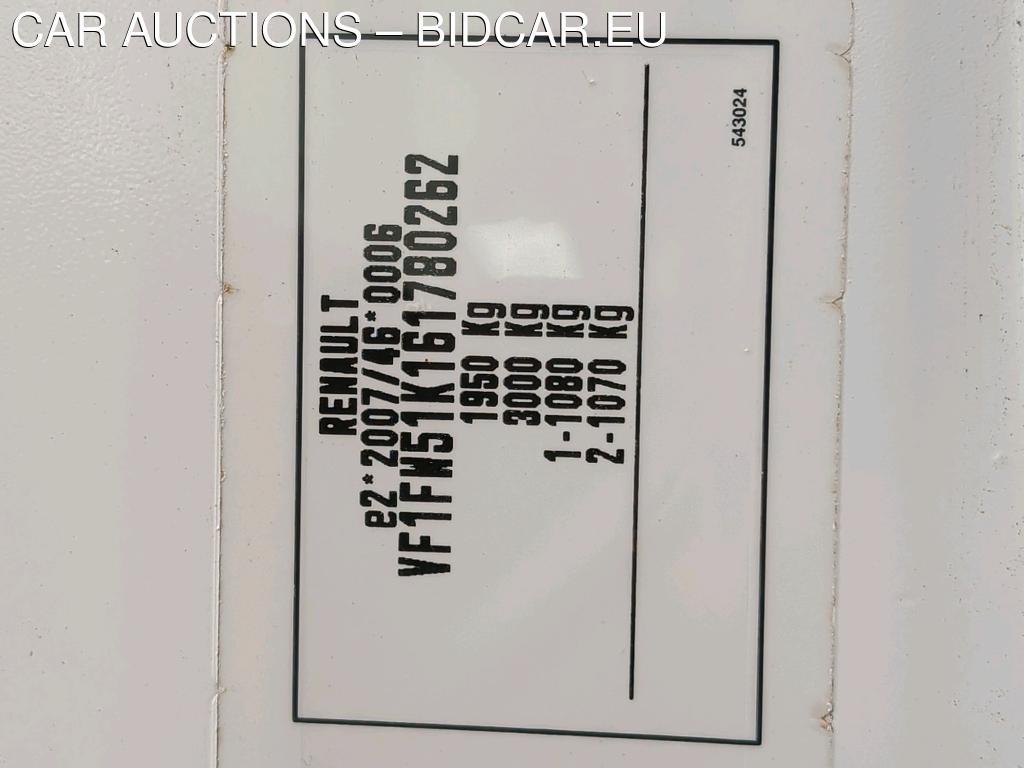 CAR AUCTIONS – BIDCAR.EU
RENAULT
e2*2007/46*0006
VF1FW51K161780262
1950 Kg
3000 Kg
1-1080 Kg
2-1070 Kg
543024